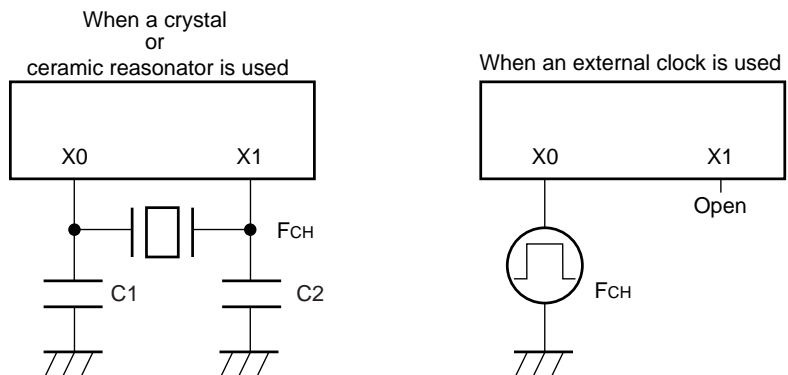 When a crystal
or
ceramic reasonator is used
X0 X1
FCH
C1 C2
When an external clock is used
X0 X1
Open
FCH